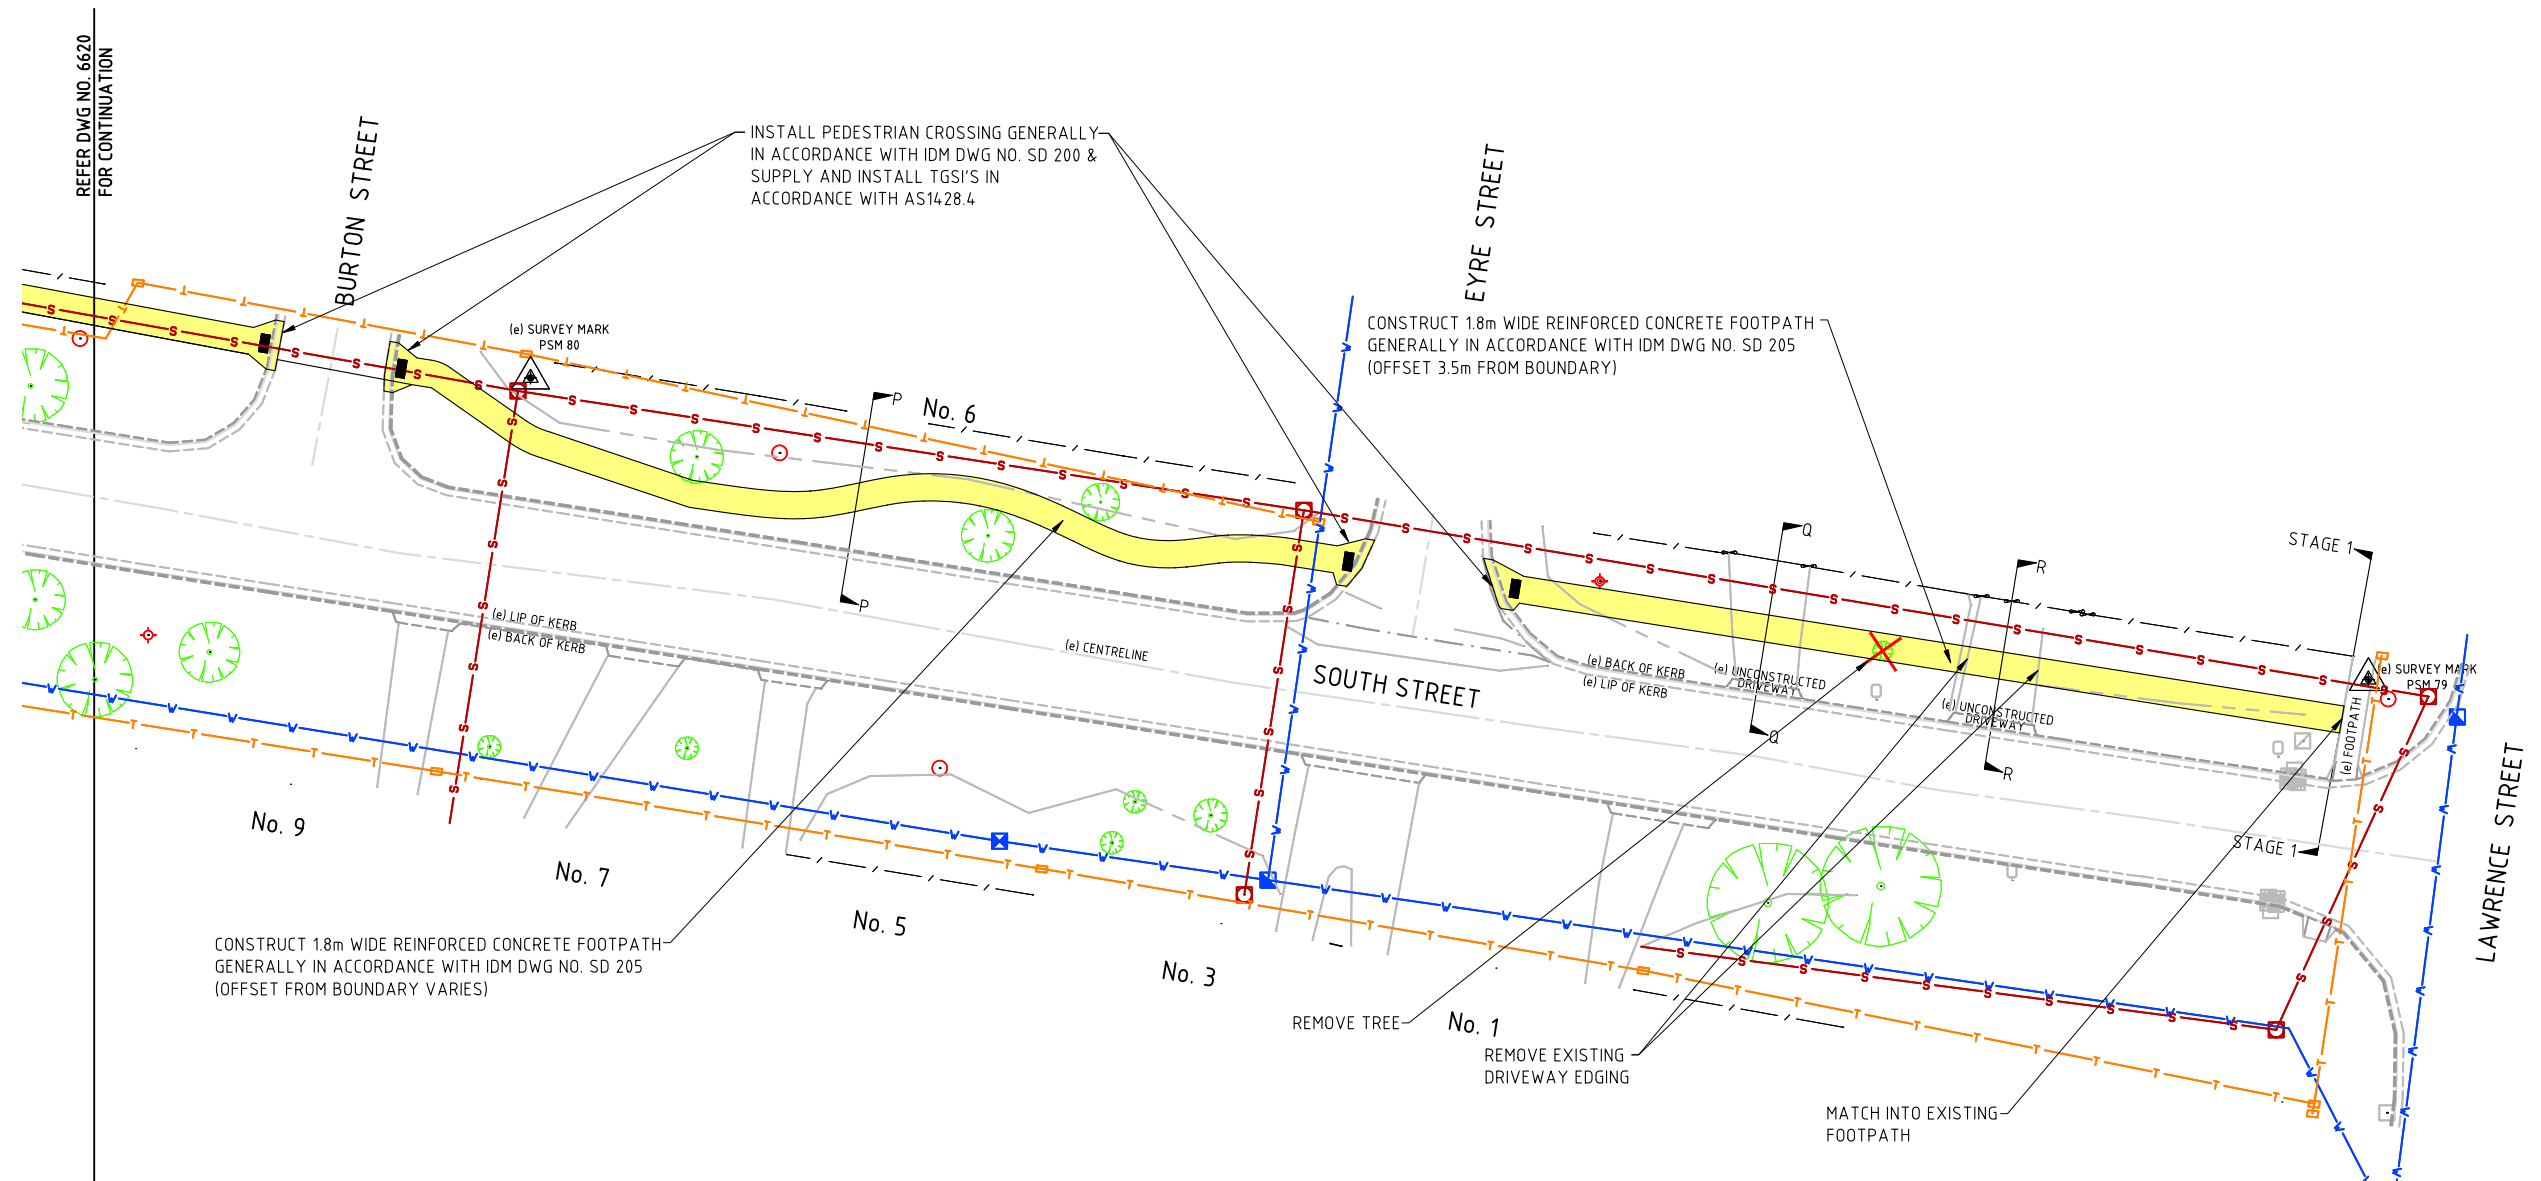 REFER DWG NO. 6620
FOR CONTINUATION
BURTON STREET
INSTALL PEDESTRIAN CROSSING GENERALLY
IN ACCORDANCE WITH IDM DWG NO. SD 200 &
SUPPLY AND INSTALL TGSI'S IN
ACCORDANCE WITH AS1428.4
EYRE STREET
CONSTRUCT 1.8m WIDE REINFORCED CONCRETE FOOTPATH
GENERALLY IN ACCORDANCE WITH IDM DWG NO. SD 205
(OFFSET 3.5m FROM BOUNDARY)
(e) SURVEY MARK
PSM 80
P
No. 6
P
Q
R
STAGE 1
(e) LIP OF KERB
(e) BACK OF KERB
(e) CENTRELINE
SOUTH STREET
(e) BACK OF KERB
(e) LIP OF KERB
(e) UNCONSTRUCTED
DRIVEWAY
(e) UNCONSTRUCTED
DRIVEWAY
(e) SURVEY MARK
PSM 79
(e) FOOTPATH
Q
R
STAGE 1
LAWRENCE STREET
No. 9
No. 7
No. 5
No. 3
No. 1
CONSTRUCT 1.8m WIDE REINFORCED CONCRETE FOOTPATH
GENERALLY IN ACCORDANCE WITH IDM DWG NO. SD 205
(OFFSET FROM BOUNDARY VARIES)
REMOVE TREE
REMOVE EXISTING
DRIVEWAY EDGING
MATCH INTO EXISTING
FOOTPATH